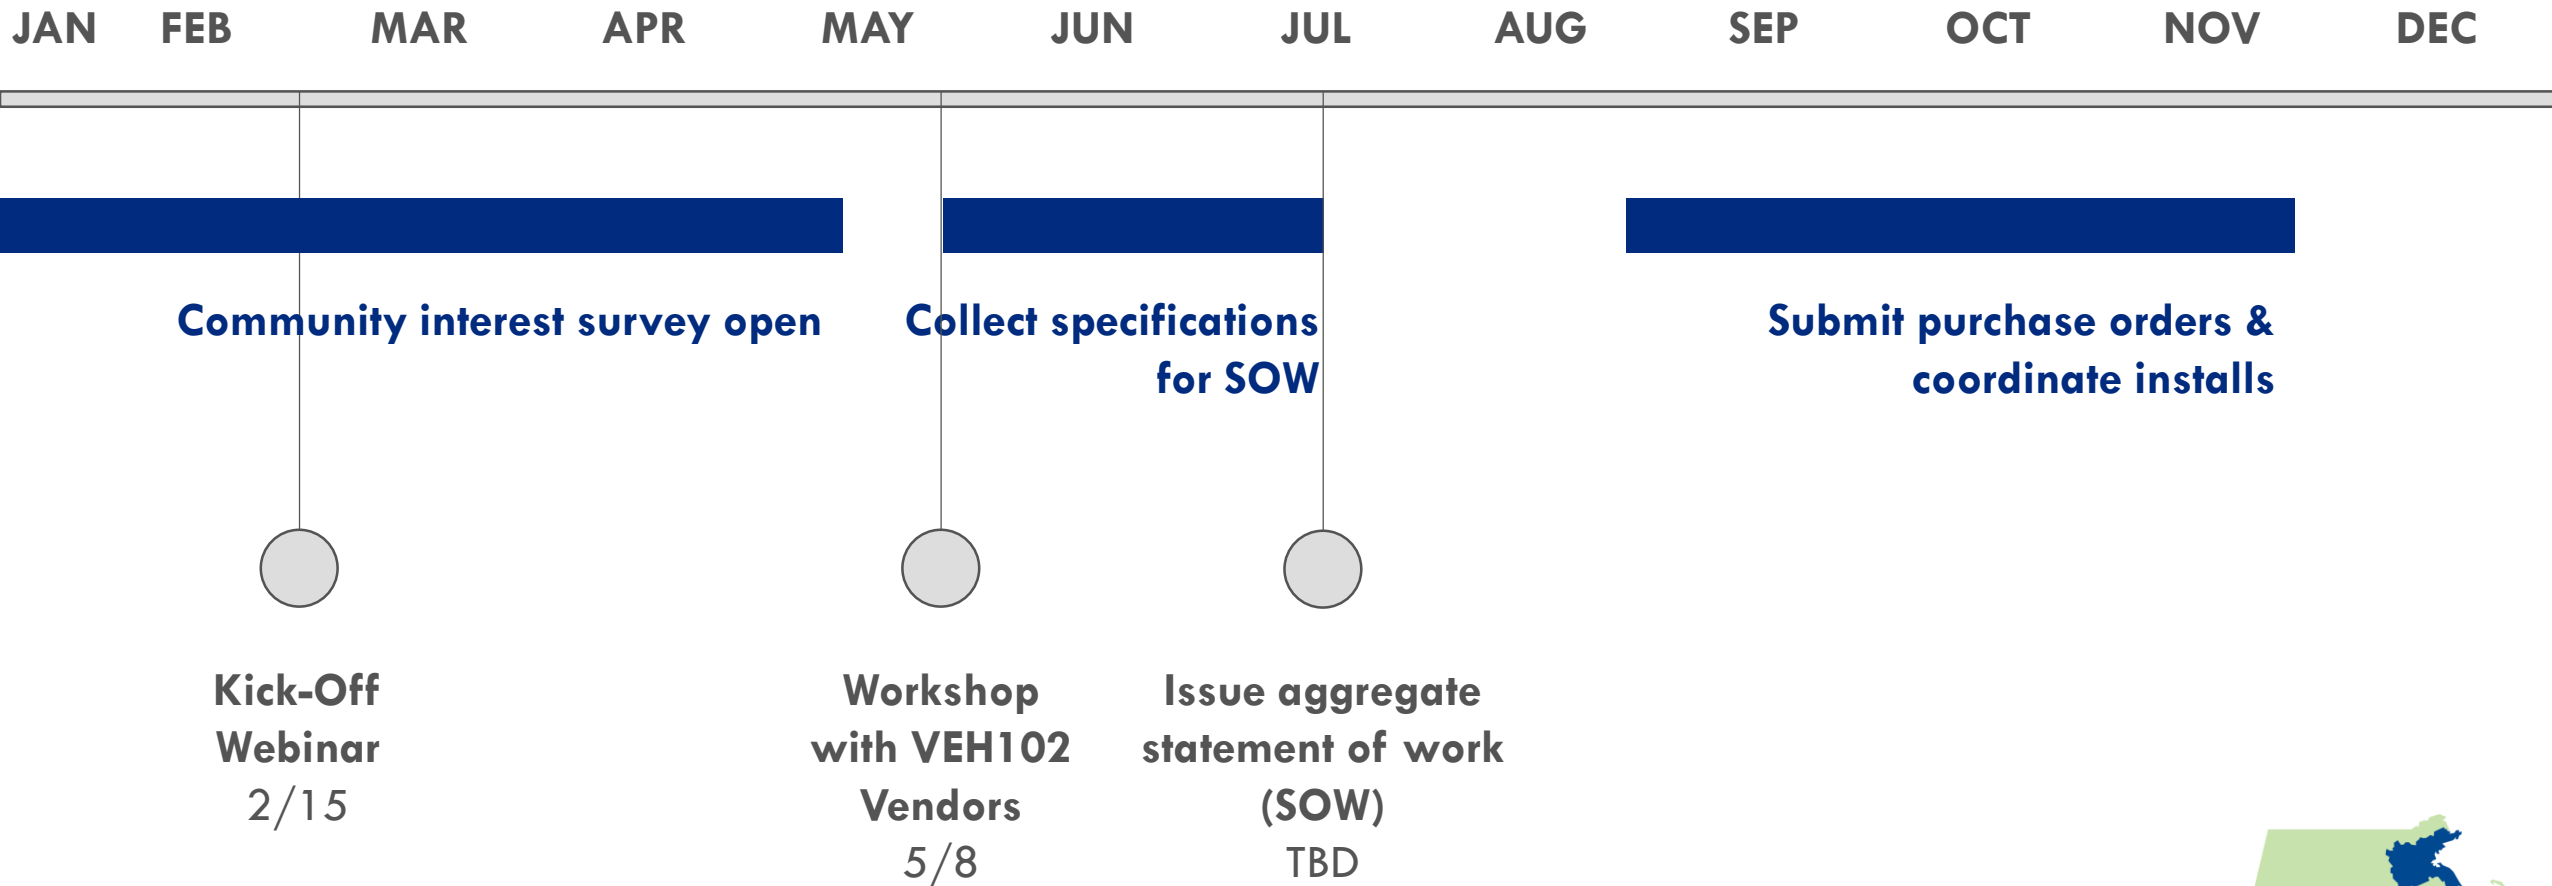 JAN FEB MAR APR MAY JUN JUL AUG SEP OCT NOV DEC
Community interest survey open
Collect specifications
for SOW
Submit purchase orders &
coordinate installs
Kick-Off
Webinar
2/15
Workshop
with VEH102
Vendors
5/8
Issue aggregate
statement of work
(SOW)
TBD